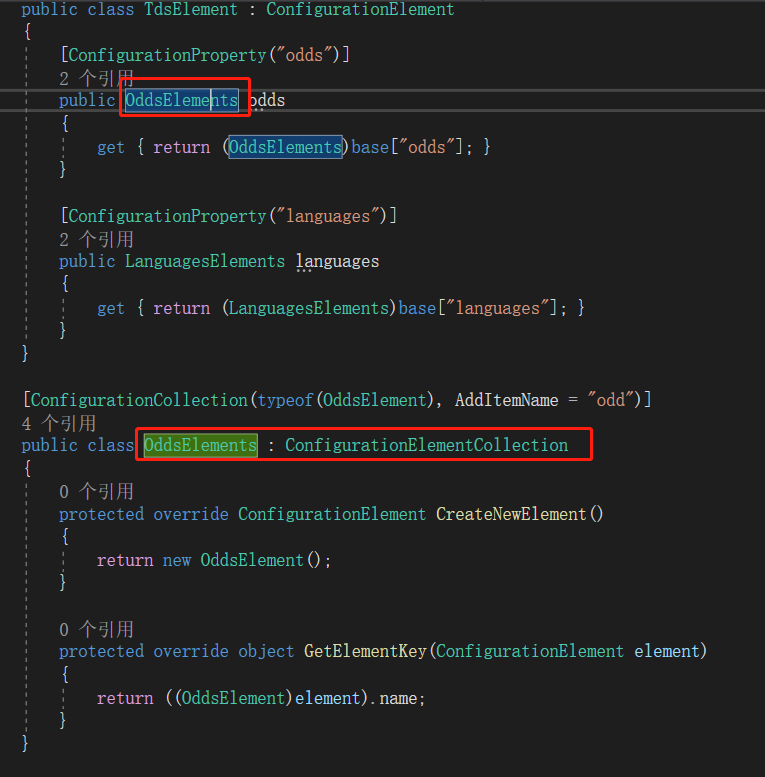 public class TdsElement : ConfigurationElement
{
[ConfigurationProperty("odds")]
2 个引用
public OddsElements odds
{
get { return (OddsElements)base["odds"]; }
}
[ConfigurationProperty("languages")]
2 个引用
public LanguagesElements languages
{
get { return (LanguagesElements)base["languages"]; }
}
}
[ConfigurationCollection(typeof(OddsElement), AddItemName = "odd")]
4 个引用
public class OddsElements : ConfigurationElementCollection
{
0 个引用
protected override ConfigurationElement CreateNewElement()
{
return new OddsElement();
}
0 个引用
protected override object GetElementKey(ConfigurationElement element)
{
return ((OddsElement)element).name;
}
}